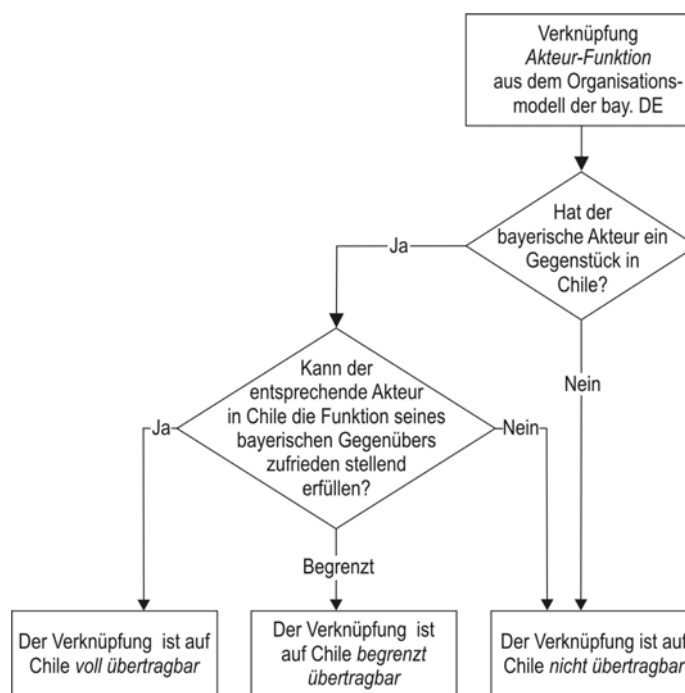 Verknüpfung
Akteur-Funktion
aus dem Organisations-
modell der bay. DE
Hat der
bayerische Akteur ein
Gegenstück in
Chile?
Ja
Nein
Kann der
entsprechende Akteur
in Chile die Funktion seines
bayerischen Gegenübers
zufrieden stellend
erfüllen?
Ja
Nein
Begrenzt
Der Verknüpfung ist auf
Chile voll übertragbar
Der Verknüpfung ist
auf Chile begrenzt
übertragbar
Der Verknüpfung ist auf
Chile nicht übertragbar